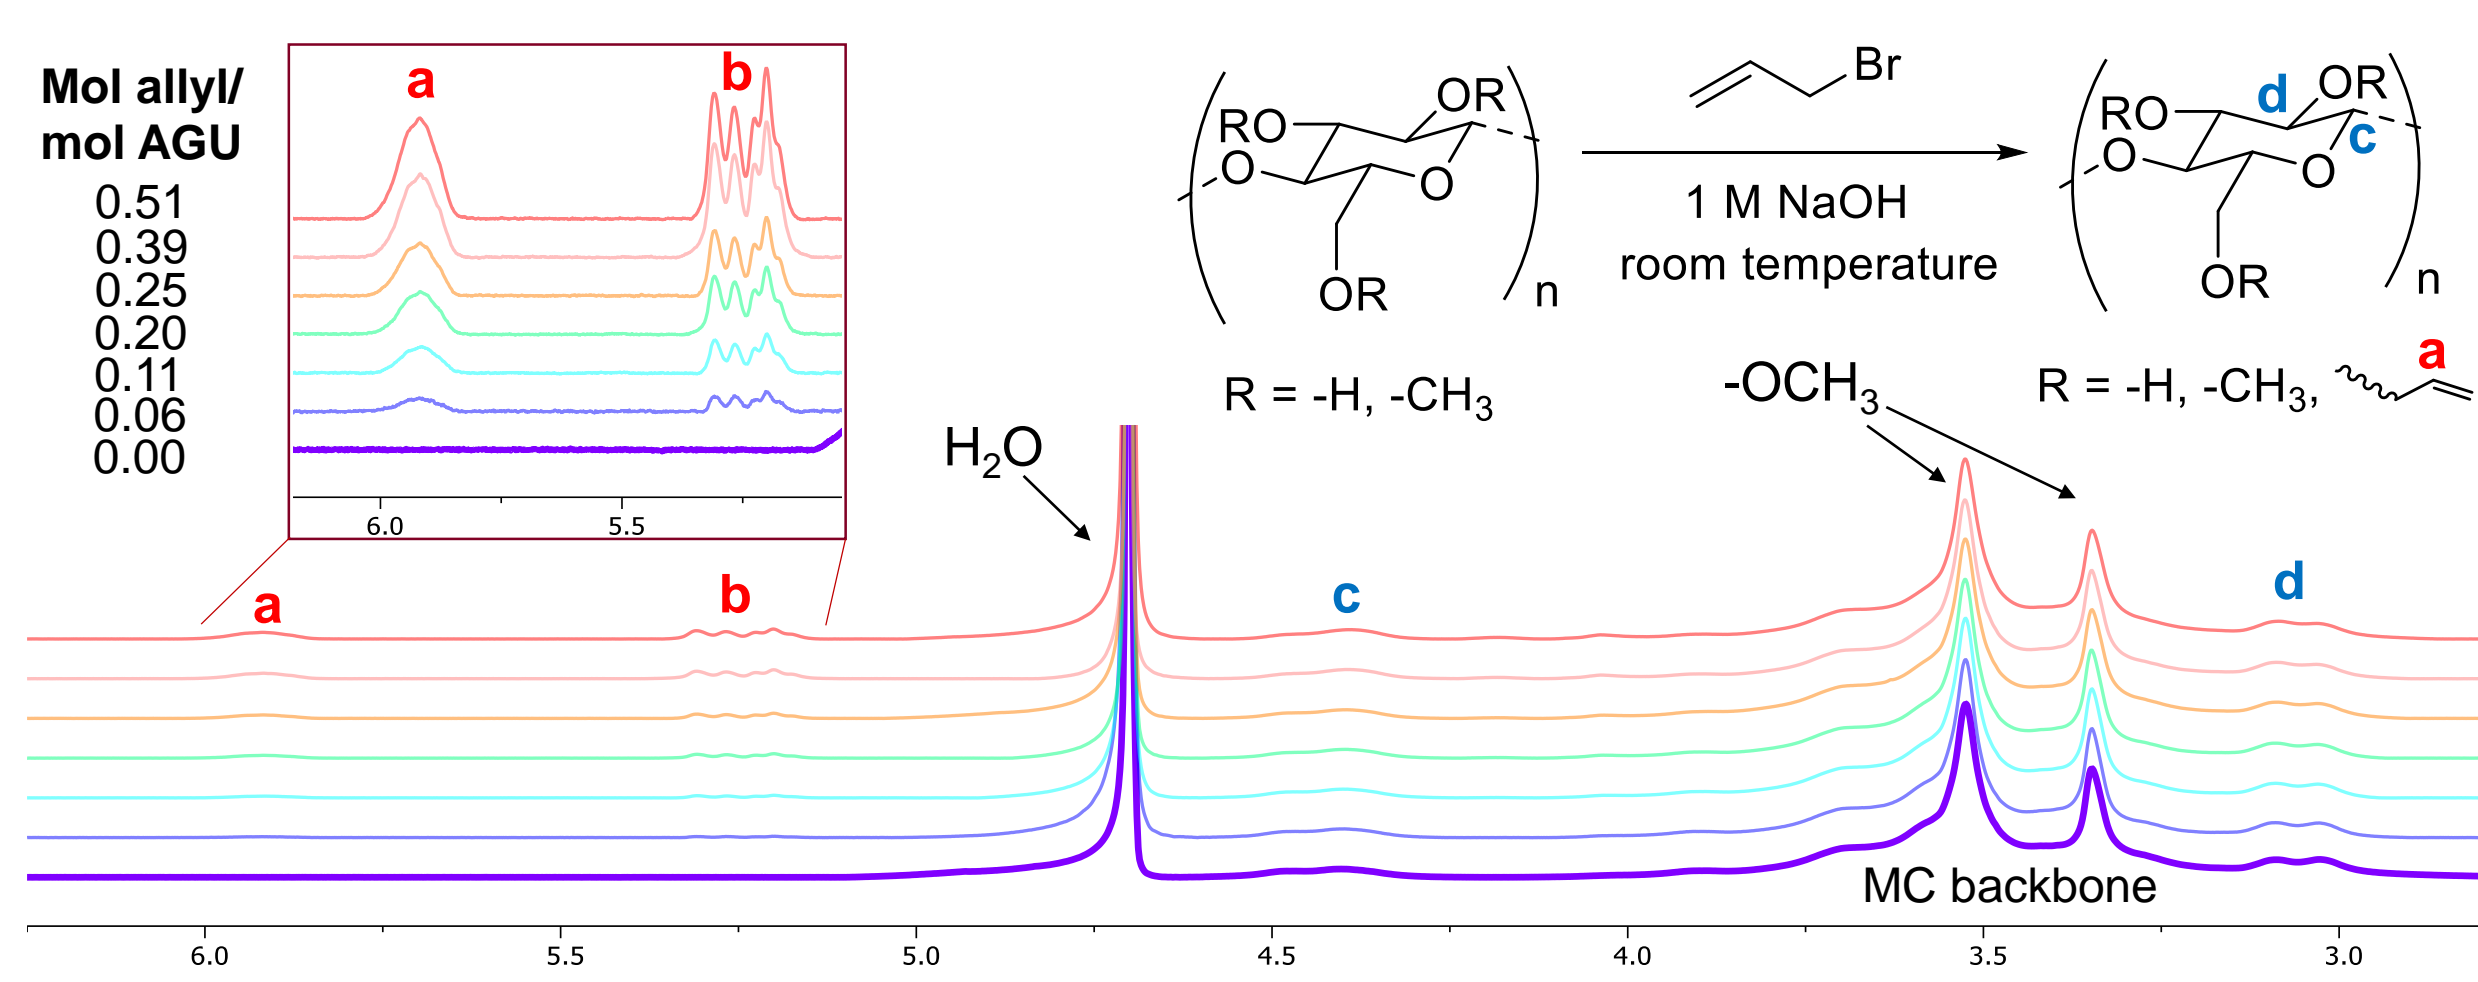 Mol allyl/
mol AGU
0.51
0.39
0.25
0.20
0.11
0.06
0.00
a
b
6.0
5.5
RO
OR
O
O
OR
n
Br
1 M NaOH
room temperature
RO
d
OR
c
O
O
OR
n
R = -H, -CH₃
R = -H, -CH₃,
a
-OCH₃
H₂O
a
b
c
d
MC backbone
6.0
5.5
5.0
4.5
4.0
3.5
3.0